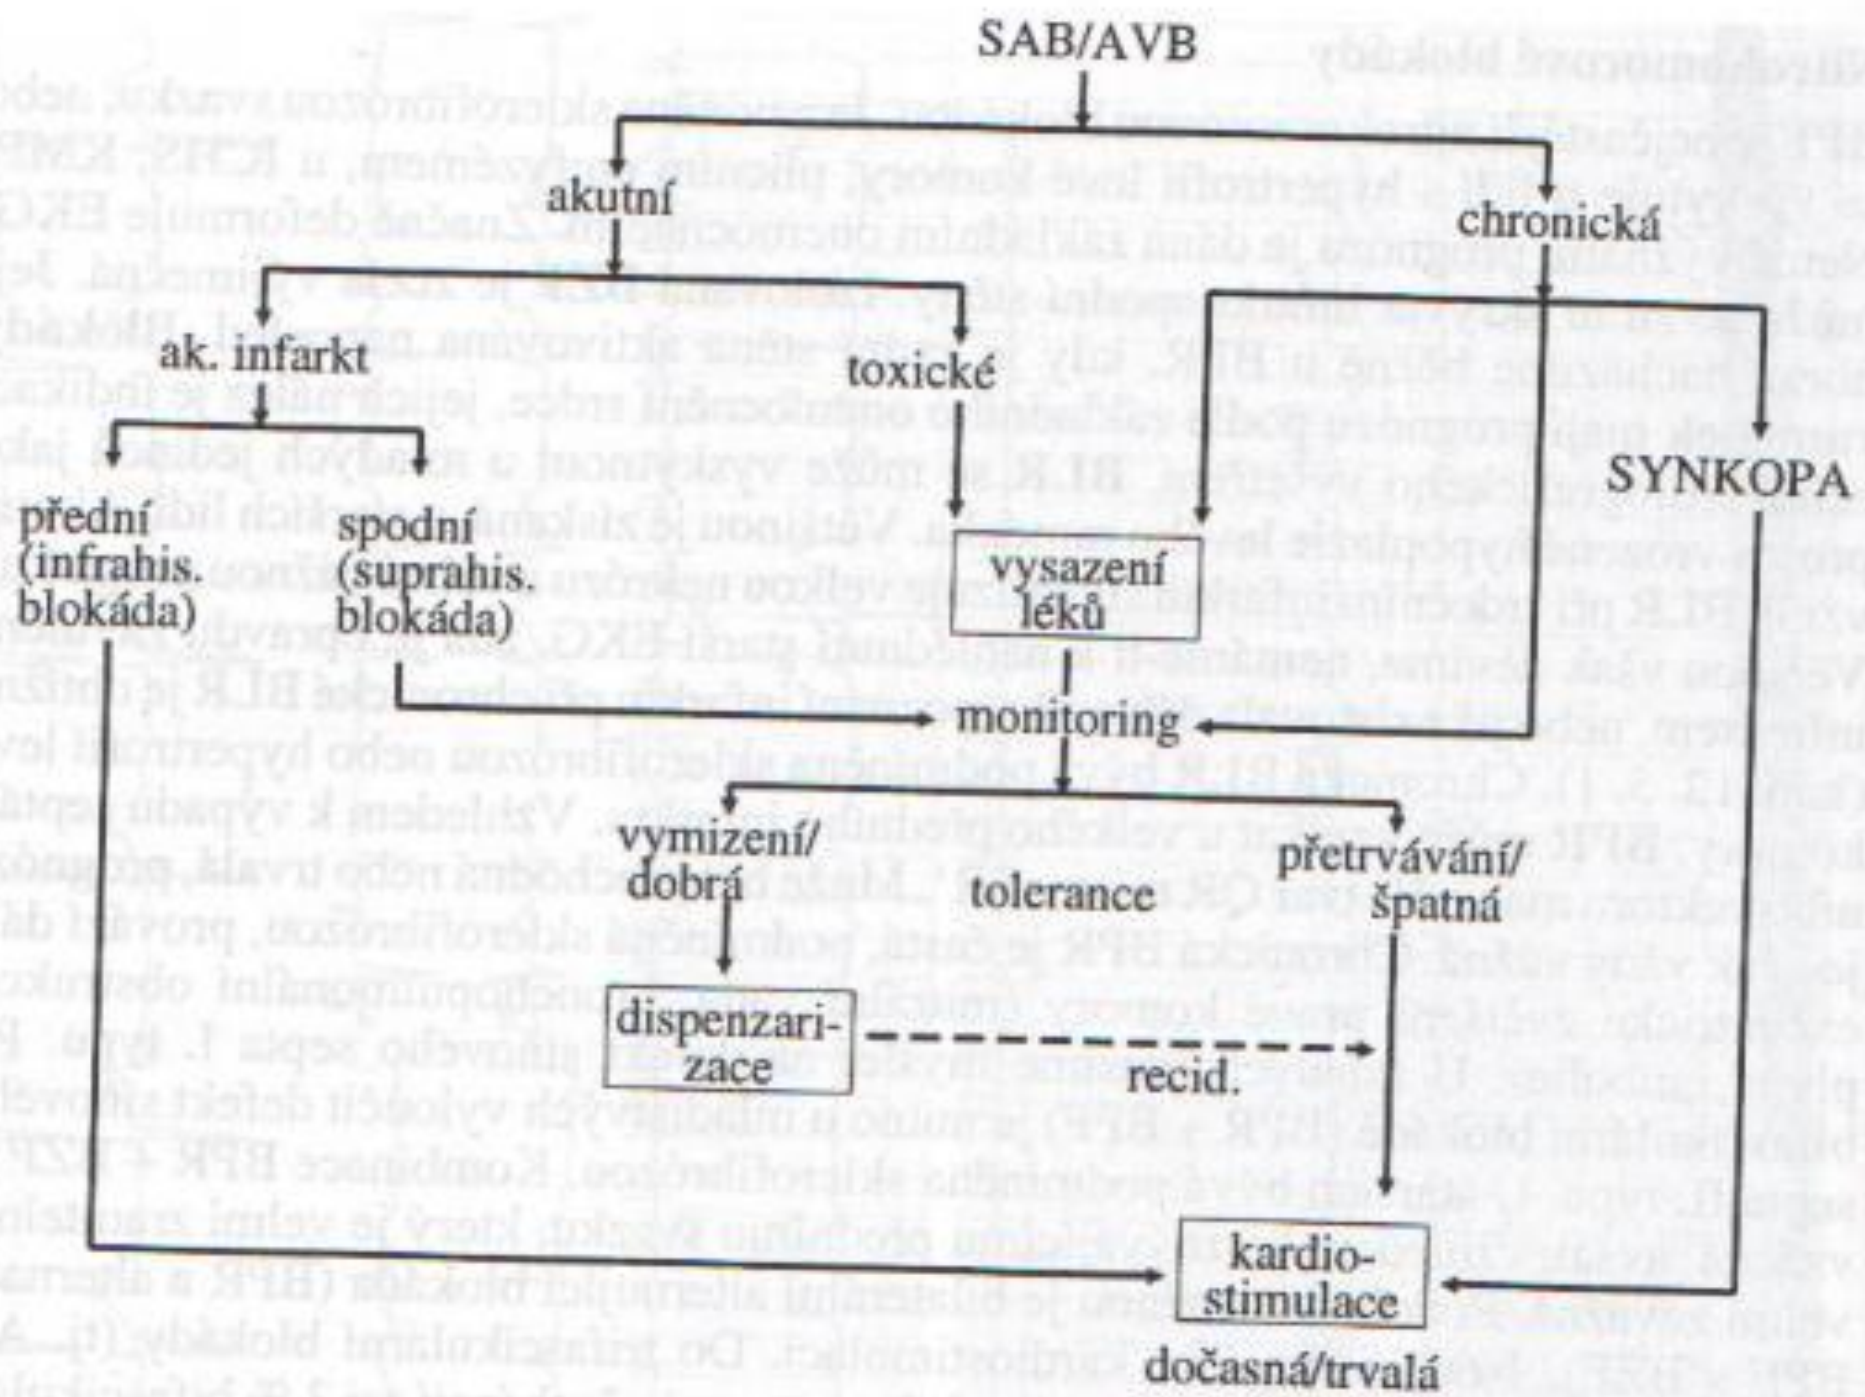 SAB/AVB
akutní
chronická
ak. infarkt
toxické
SYNKOPA
přední
(infrahis.
blokáda)
spodní
(suprahis.
blokáda)
vysazení
léků
monitoring
vymizení/
dobrá
tolerance
přetrvávání/
špatná
dispenzari-
zace
recid.
kardio-
stimulace
dočasná/trvalá